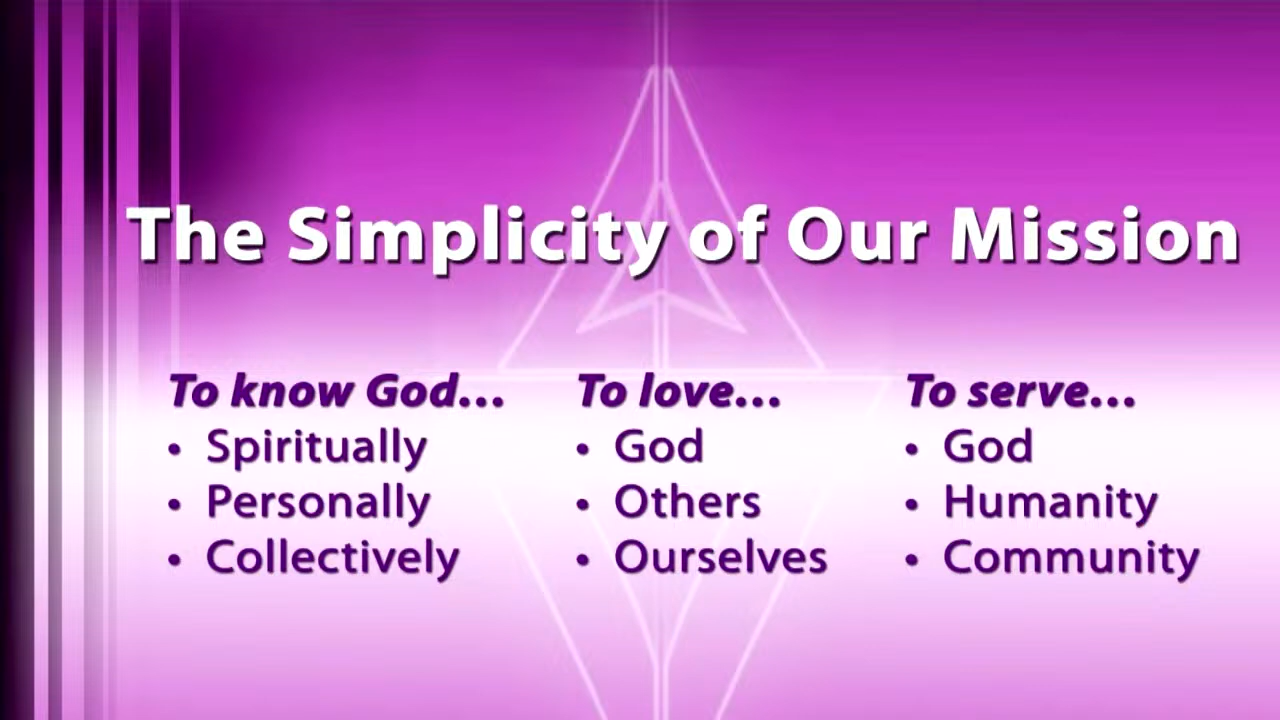 The Simplicity of Our Mission
To know God...
• Spiritually
• Personally
• Collectively
To love...
• God
• Others
• Ourselves
To serve...
• God
• Humanity
• Community